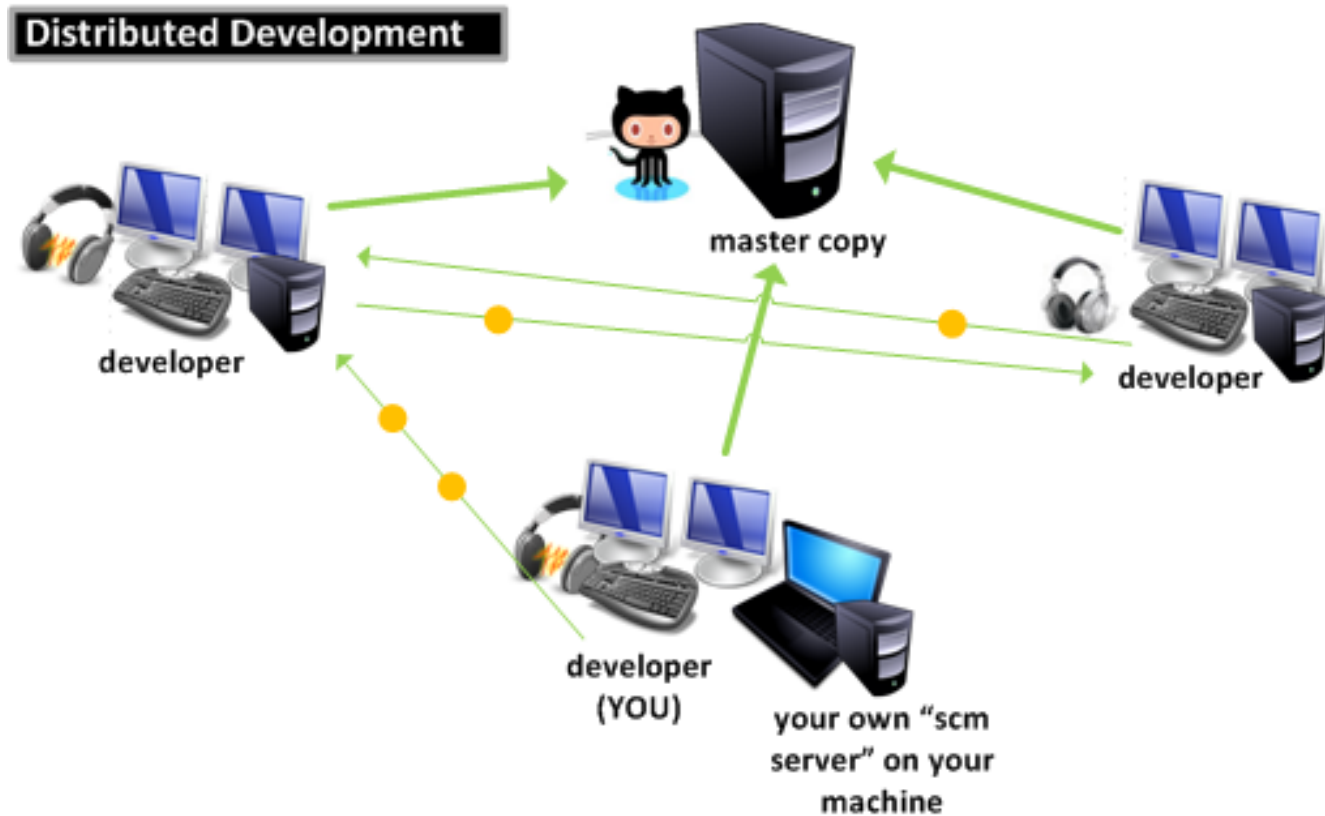 Distributed Development
master copy
developer
developer
developer
(YOU)
your own “scm
server” on your
machine